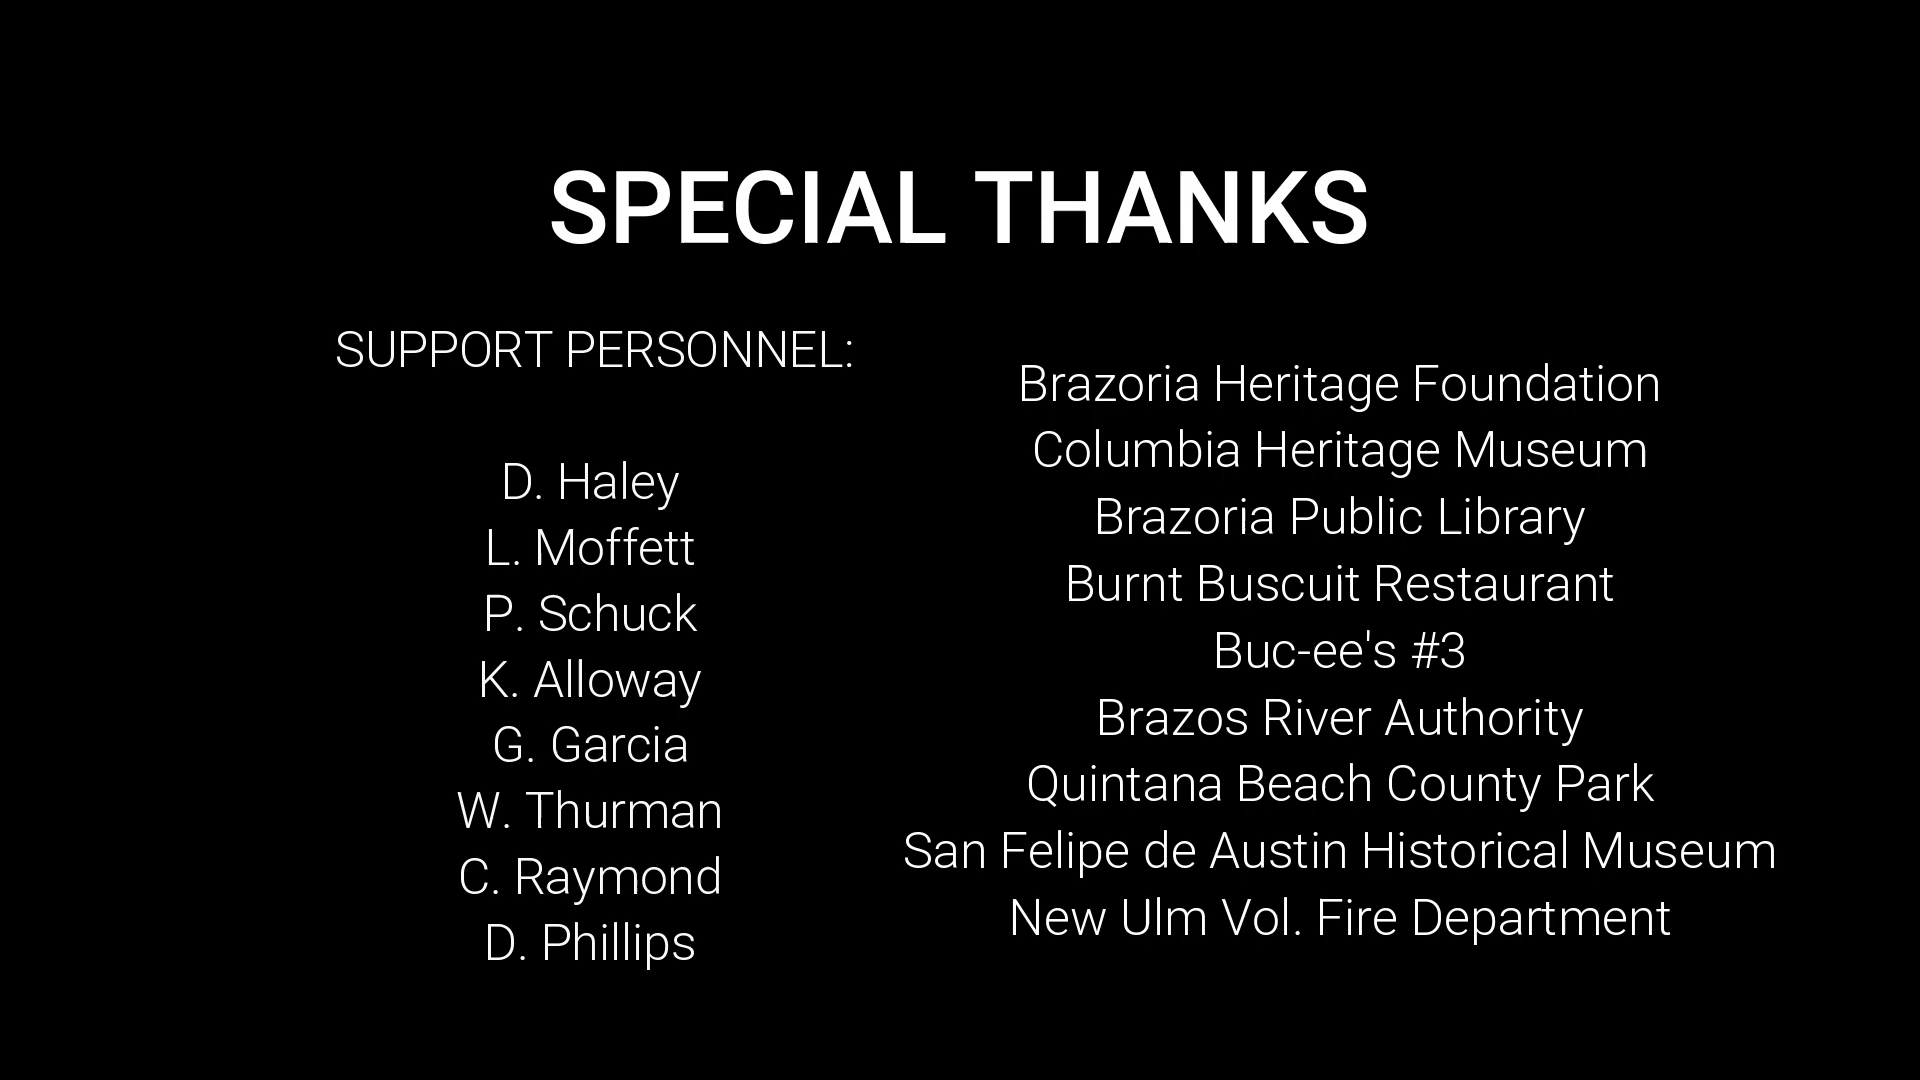 SPECIAL THANKS
SUPPORT PERSONNEL:
D. Haley
L. Moffett
P. Schuck
K. Alloway
G. Garcia
W. Thurman
C. Raymond
D. Phillips
Brazoria Heritage Foundation
Columbia Heritage Museum
Brazoria Public Library
Burnt Buscuit Restaurant
Buc-ee's #3
Brazos River Authority
Quintana Beach County Park
San Felipe de Austin Historical Museum
New Ulm Vol. Fire Department